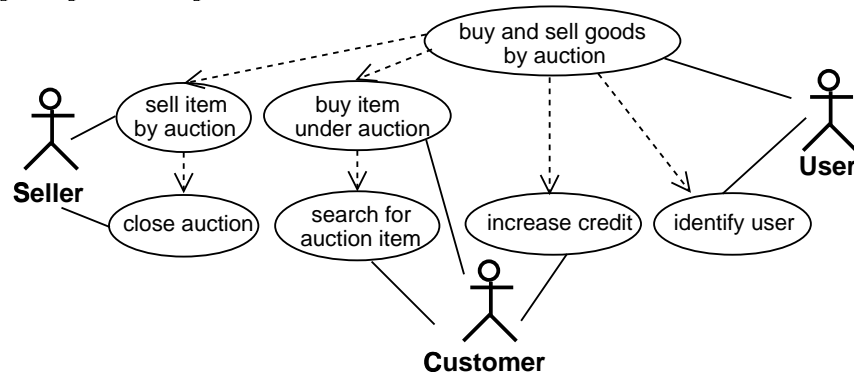 buy and sell goods
by auction
sell item
by auction
buy item
under auction
Seller
User
close auction
search for
auction item
increase credit
identify user
Customer